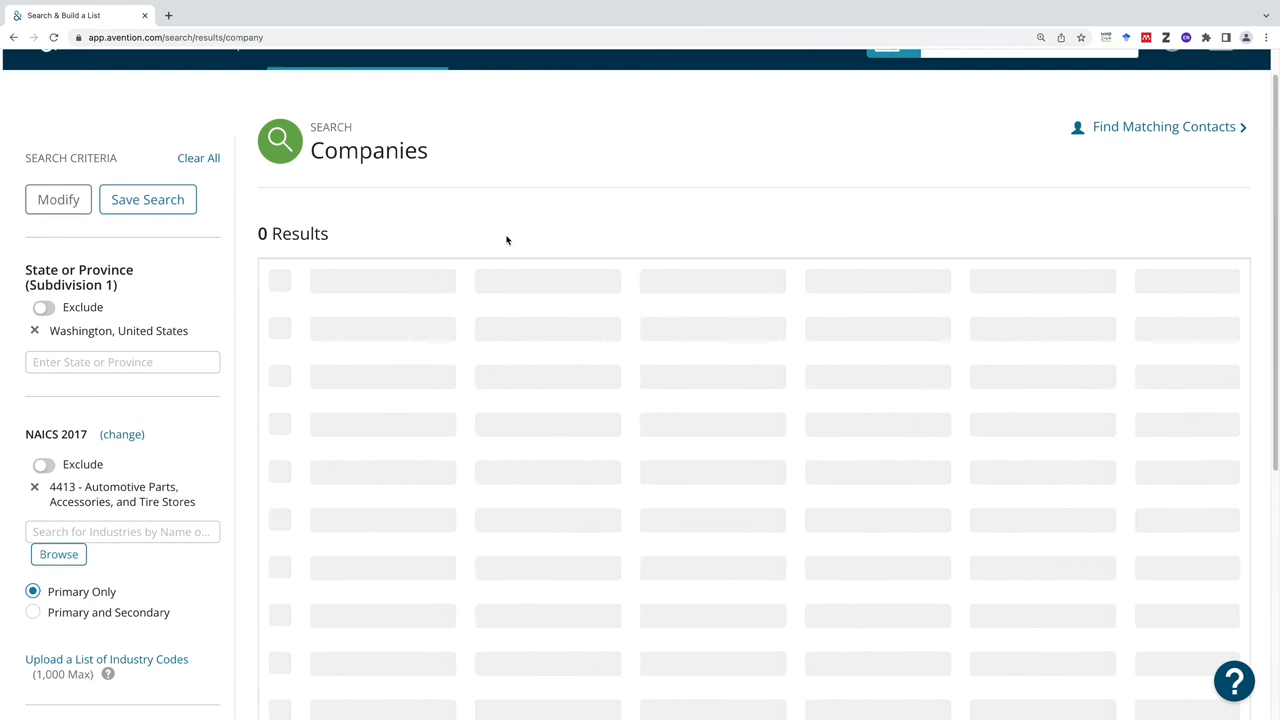 Search & Build a List
app.avention.com/search/results/company
SEARCH CRITERIA
Clear All
Modify
Save Search
State or Province
(Subdivision 1)
Exclude
Washington, United States
Enter State or Province
NAICS 2017 (change)
Exclude
4413 - Automotive Parts,
Accessories, and Tire Stores
Search for Industries by Name o...
Browse
Primary Only
Primary and Secondary
Upload a List of Industry Codes
(1,000 Max) ?
SEARCH
Companies
Find Matching Contacts
0 Results
?